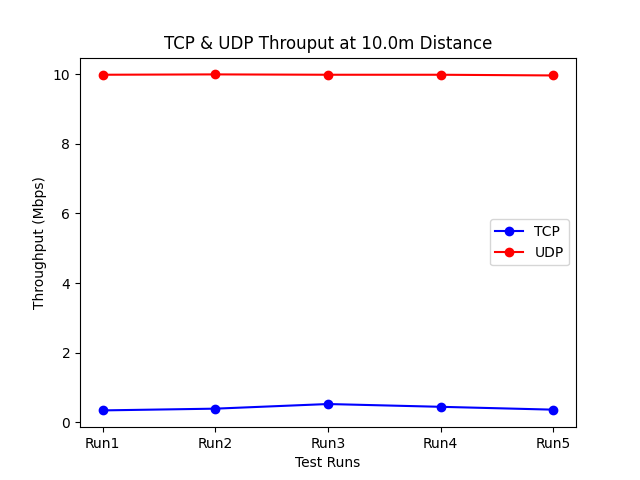 TCP & UDP Throuput at 10.0m Distance
10
8
6
4
2
0
Throughput (Mbps)
TCP
UDP
Run1 Run2 Run3 Run4 Run5
Test Runs